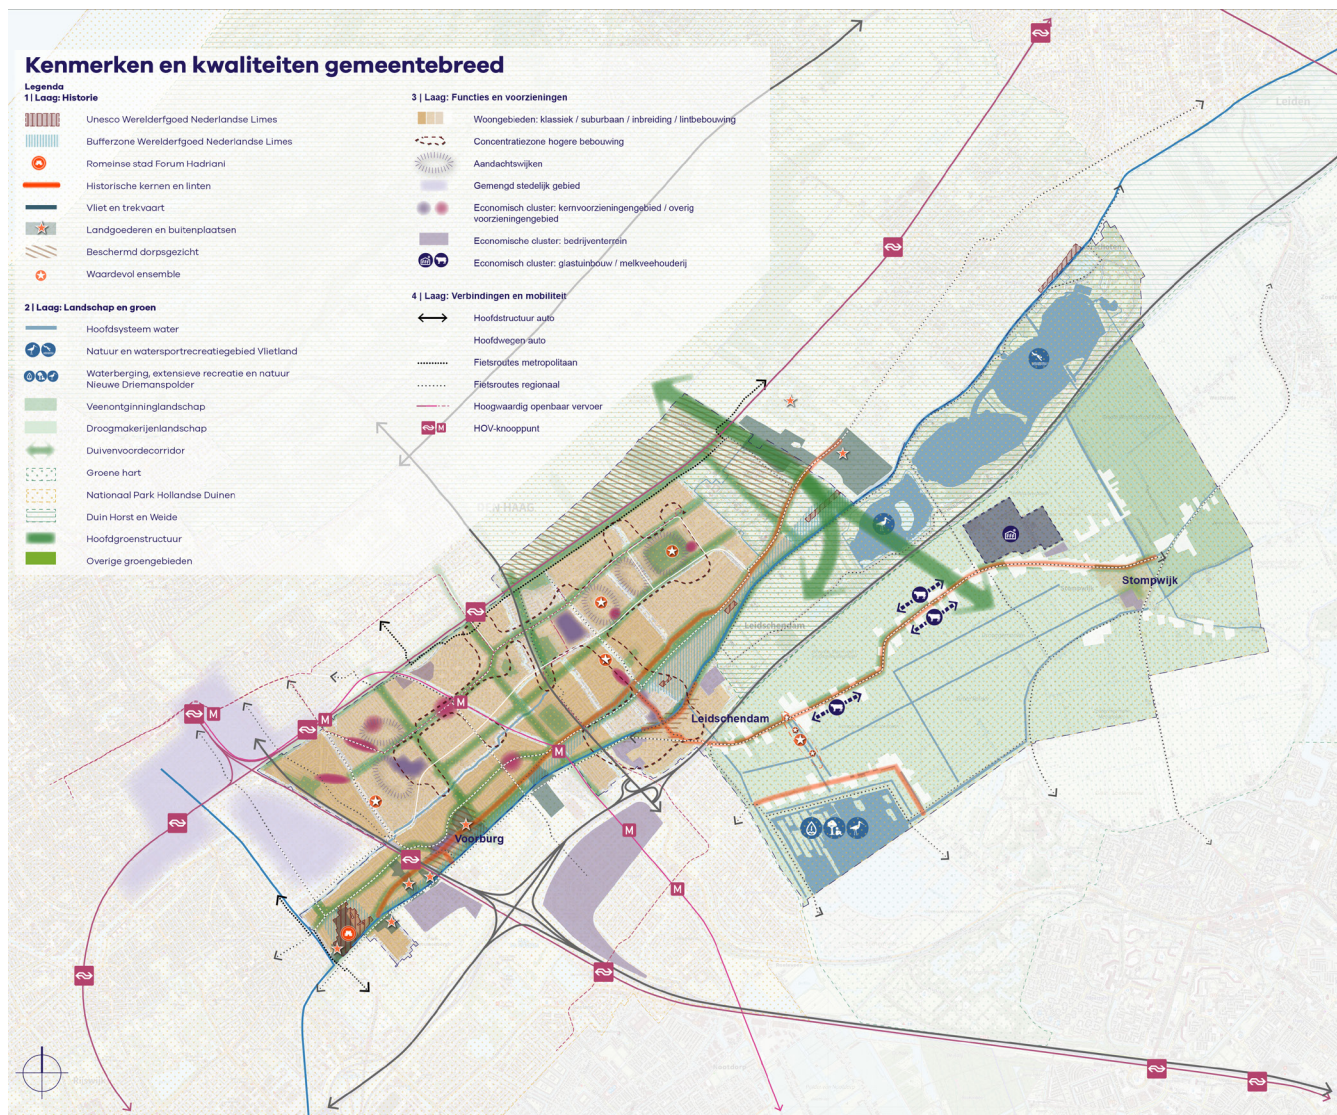 Kenmerken en kwaliteiten gemeentebreed
Legenda
1 | Laag: Historie
Unesco Werelderfgoed Nederlandse Limes
Bufferzone Werelderfgoed Nederlandse Limes
Romeinse stad Forum Hadriani
Historische kernen en linten
Vliet en trekvaart
Landgoederen en buitenplaatsen
Beschermd dorpsgezicht
Waardevol ensemble
2 | Laag: Landschap en groen
Hoofdsysteem water
Natuur en watersportrecreatiegebied Vlietland
Waterberging, extensieve recreatie en natuur
Nieuwe Driemanspolder
Veenontginninglandschap
Droogmakerijenlandschap
Duivenvoordecorridor
Groene hart
Nationaal Park Hollandse Duinen
Duin Horst en Weide
Hoofdgroenstructuur
Overige groengebieden
3 | Laag: Functies en voorzieningen
Woongebieden: klassiek / suburbaan / inbreiding / lintbebouwing
Concentratiezone hogere bebouwing
Aandachtswijken
Gemengd stedelijk gebied
Economisch cluster: kernvoorzieningengebied / overig
voorzieningengebied
Economische cluster: bedrijventerrein
Economisch cluster: glastuinbouw / melkveehouderij
4 | Laag: Verbindingen en mobiliteit
Hoofdstructuur auto
Hoofdwegen auto
Fietsroutes metropolitaan
Fietsroutes regionaal
Hoogwaardig openbaar vervoer
M
HOV-knooppunt
Leiden
HAAG
Stompwijk
Leidschendam
Leidschendam
Voorburg
M
M
M
M
M
M